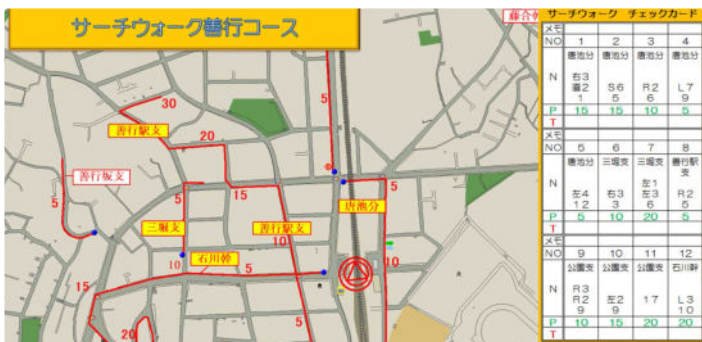 サーチウォーク善行コース
藤合幹
30
善行駅支
20
5
善行坂支
5
15
5
5
三堀支
善行駅支
唐池分
10
石川幹
10
5
10
15
20
サーチウォーク チェックカード
メモ
NO 1 2 3 4
唐池分 唐池分 唐池分 唐池分
N
右3
直2 S6 R2 L7
1 5 6 9
P 15 15 10 5
T
メモ
NO 5 6 7 8
唐池分 三堀支 三堀支 善行駅支
N
左1
左4 右3 左3 R2
12 3 6 5
P 5 10 20 5
T
メモ
NO 9 10 11 12
公園支 公園支 公園支 石川幹
N
R3
R2 左2 17 L3
9 9 10
P 10 15 20 20
T